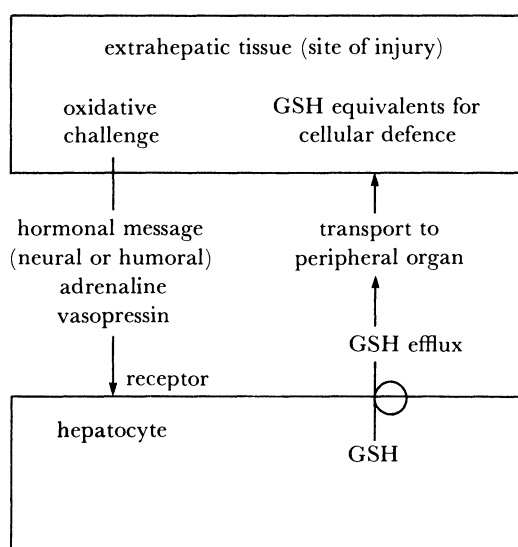 extrahepatic tissue (site of injury)
oxidative
challenge
GSH equivalents for
cellular defence
hormonal message
(neural or humoral)
adrenaline
vasopressin
transport to
peripheral organ
GSH efflux
receptor
hepatocyte
GSH